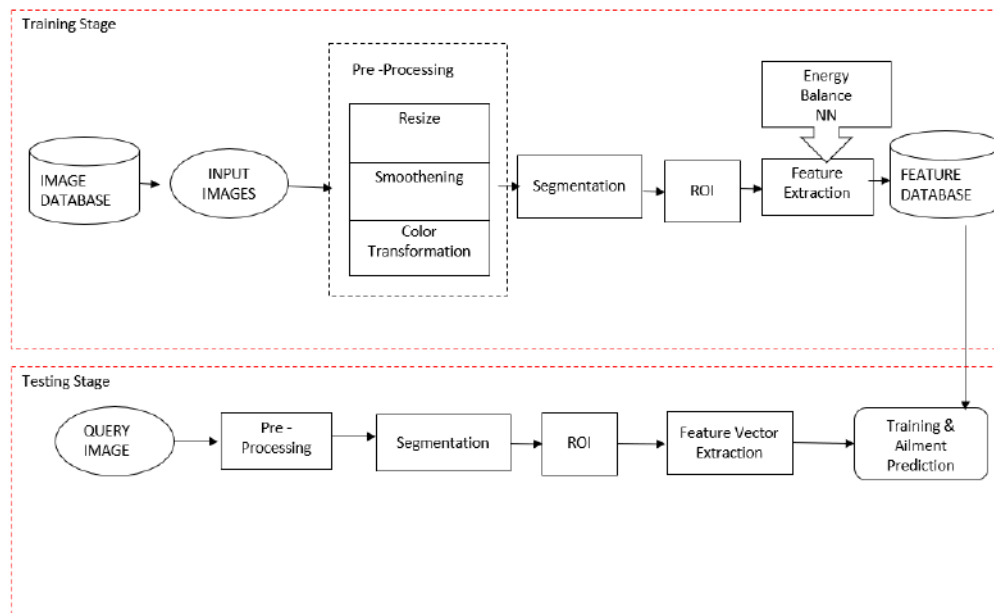 Training Stage
Pre -Processing
Resize
Smoothening
Color
Transformation
IMAGE
DATABASE
INPUT
IMAGES
Segmentation
ROI
Energy
Balance
NN
Feature
Extraction
FEATURE
DATABASE
Testing Stage
QUERY
IMAGE
Pre -
Processing
Segmentation
ROI
Feature Vector
Extraction
Training &
Ailment
Prediction